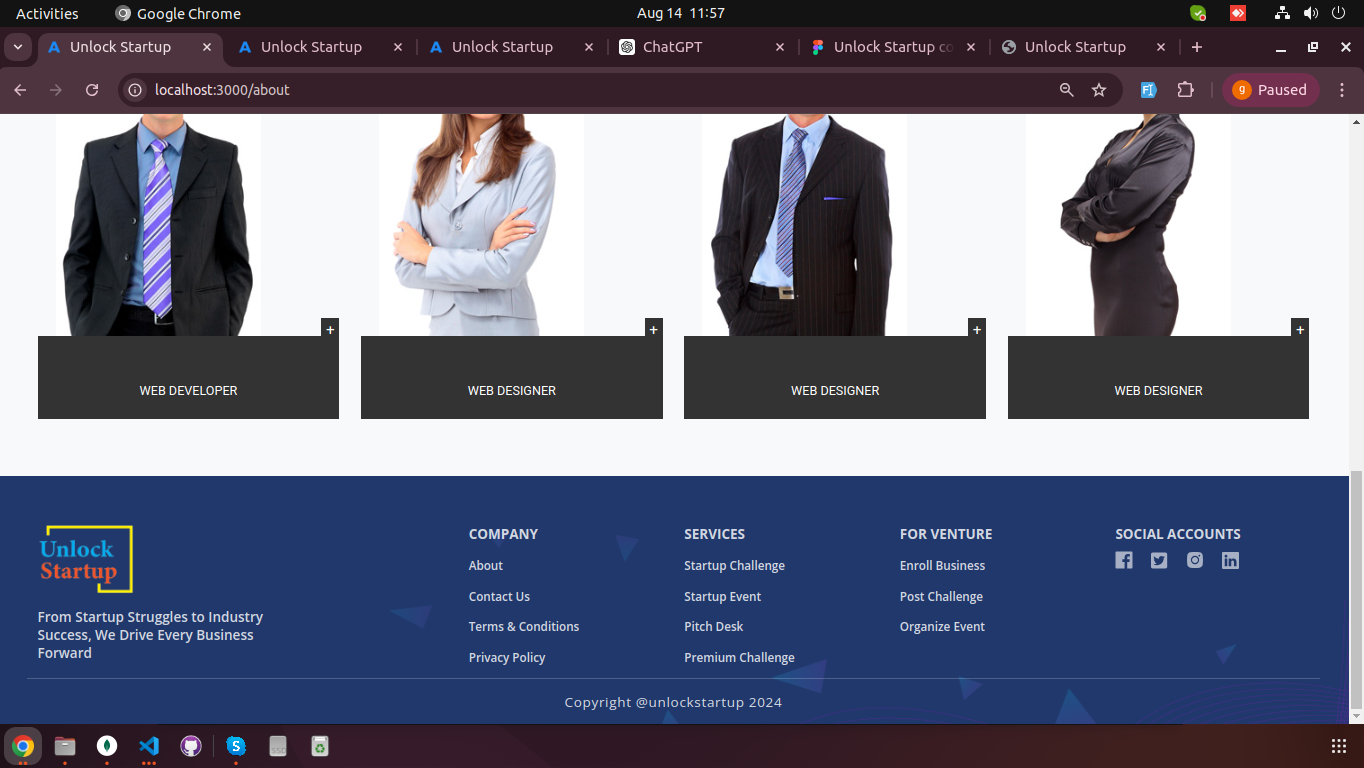 Activities
Google Chrome
Aug 14 11:57
Unlock Startup
Unlock Startup
Unlock Startup
ChatGPT
Unlock Startup co
Unlock Startup
localhost:3000/about
g
Paused
+
+
+
+
WEB DEVELOPER
WEB DESIGNER
WEB DESIGNER
WEB DESIGNER
Unlock
Startup
From Startup Struggles to Industry
Success, We Drive Every Business
Forward
COMPANY
About
Contact Us
Terms & Conditions
Privacy Policy
SERVICES
Startup Challenge
Startup Event
Pitch Desk
Premium Challenge
FOR VENTURE
Enroll Business
Post Challenge
Organize Event
SOCIAL ACCOUNTS
Copyright @unlockstartup 2024